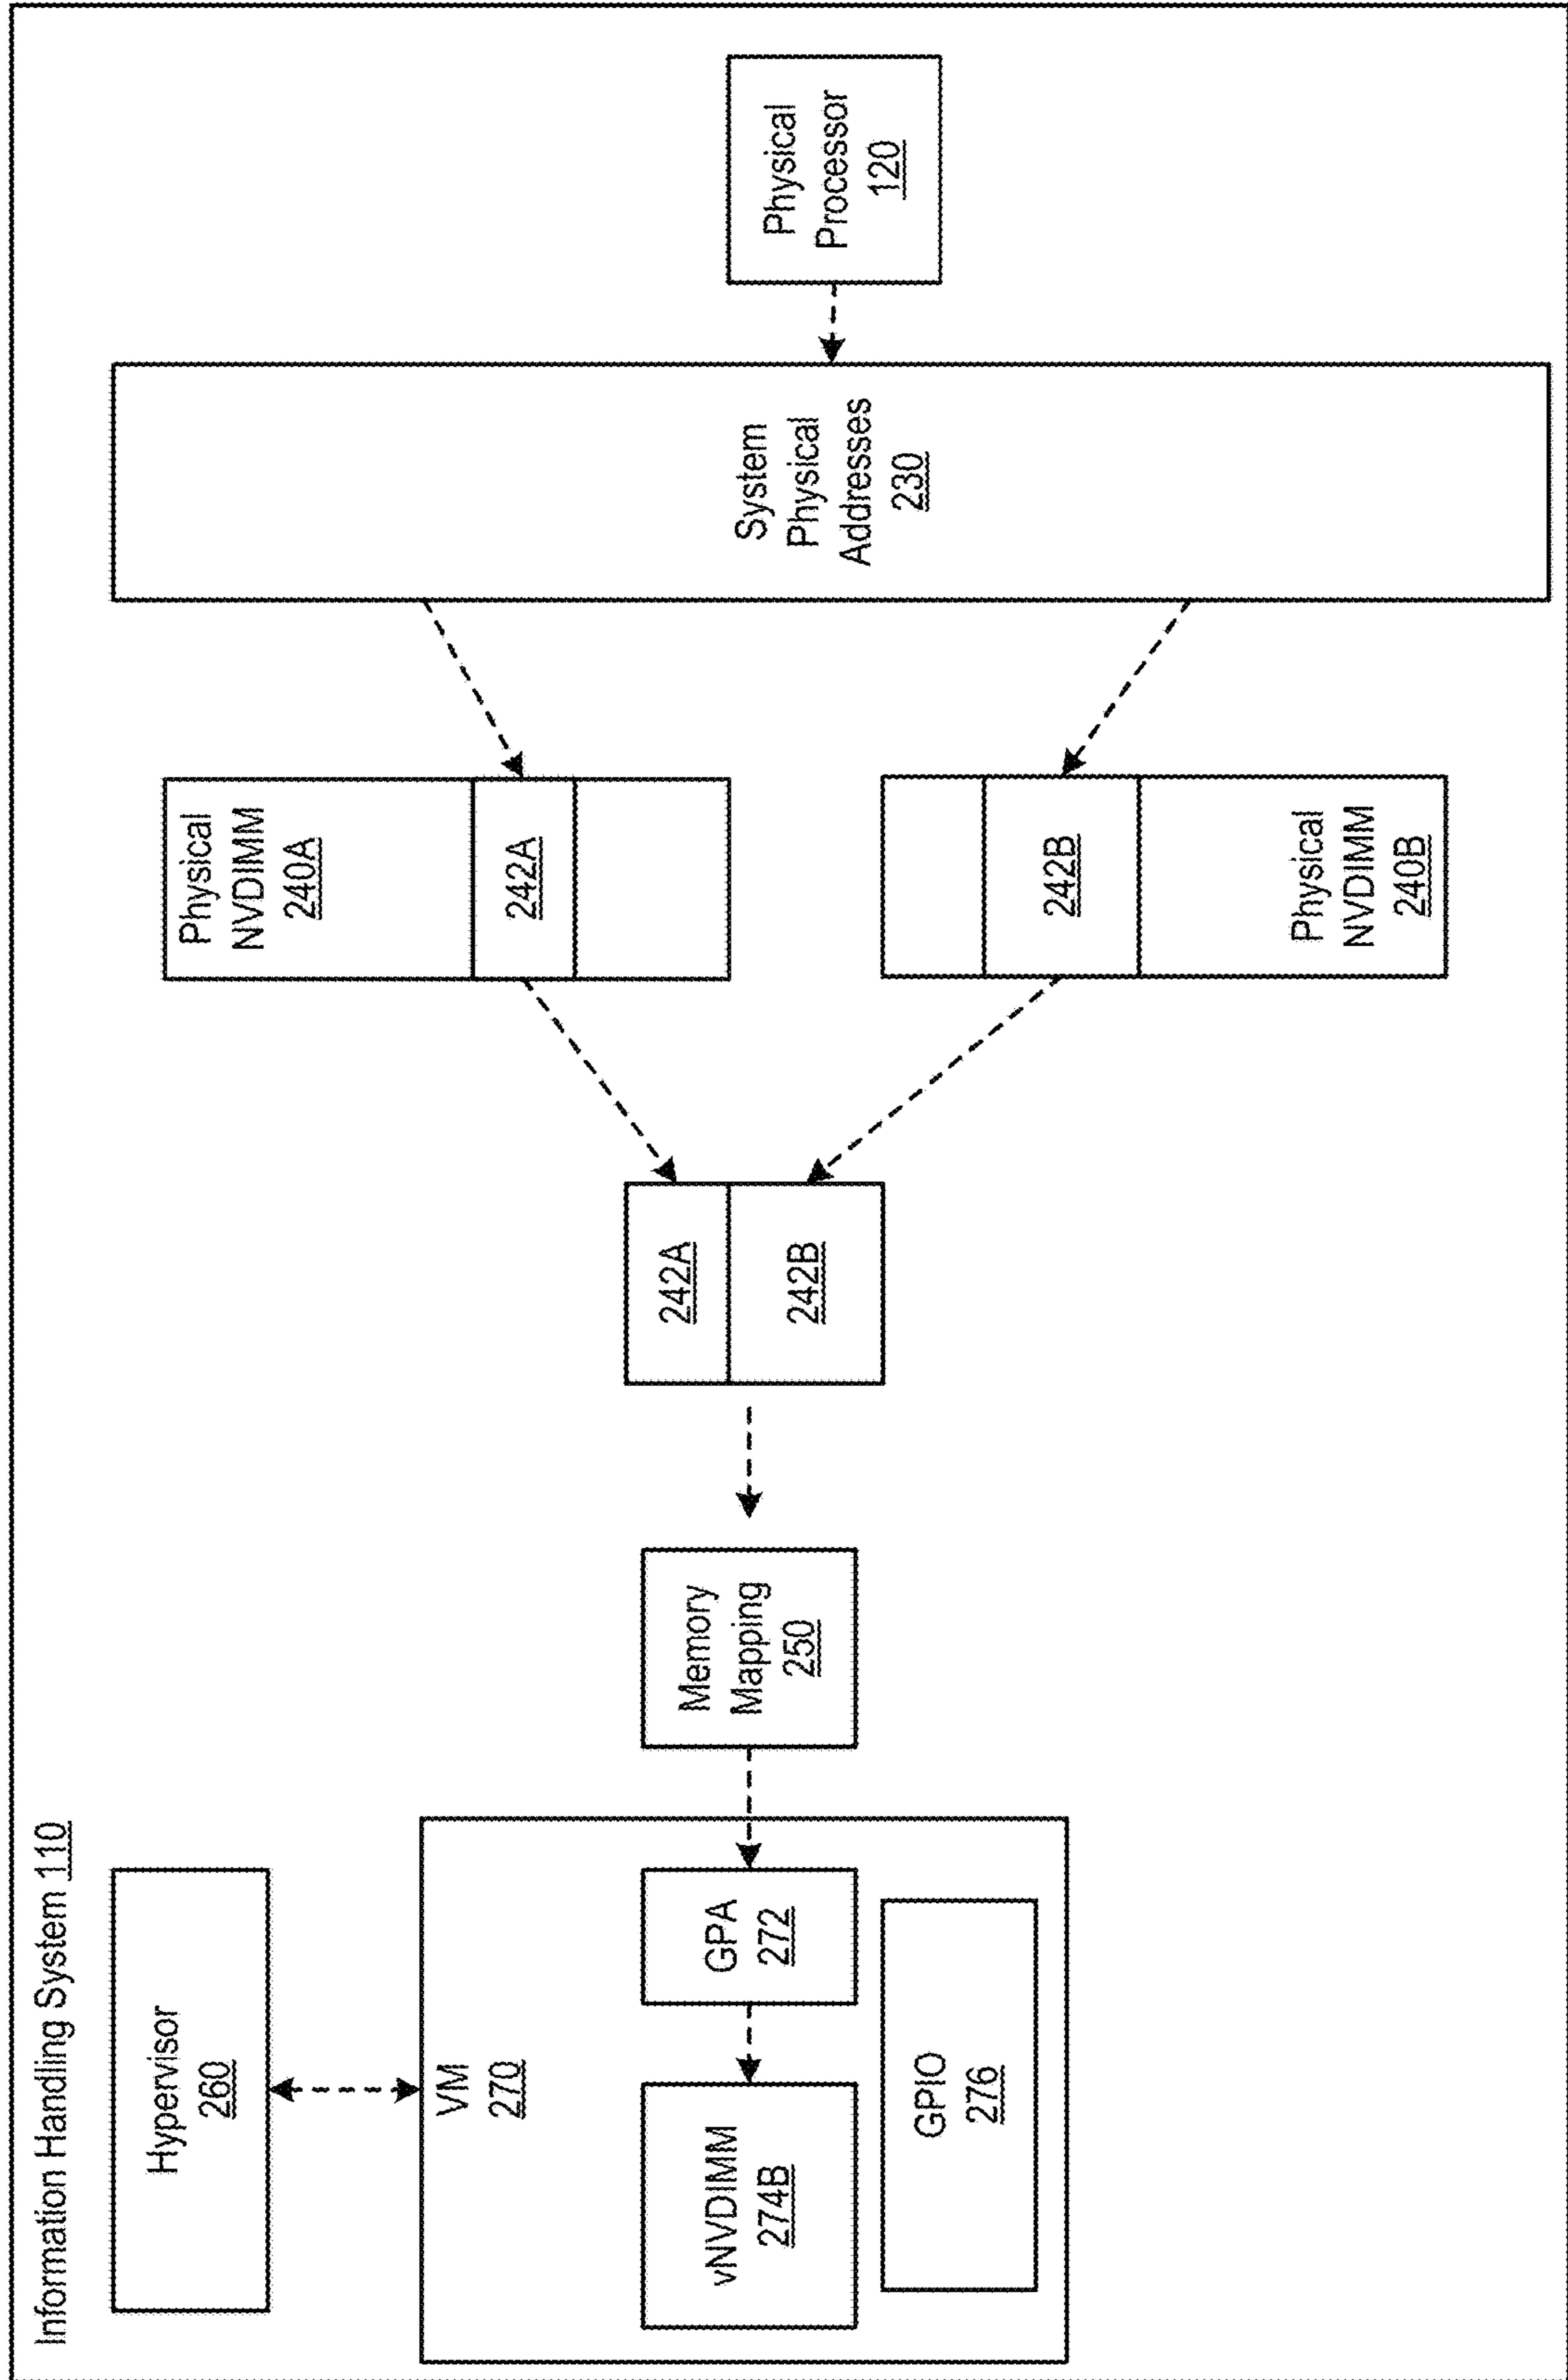 Information Handling System 110
Hypervisor
260
VM
270
vNVDIMM
274B
GPA
272
GPIO
276
Memory
Mapping
250
242A
242B
Physical
NVDIMM
240A
242A
242B
Physical
NVDIMM
240B
System
Physical
Addresses
230
Physical
Processor
120